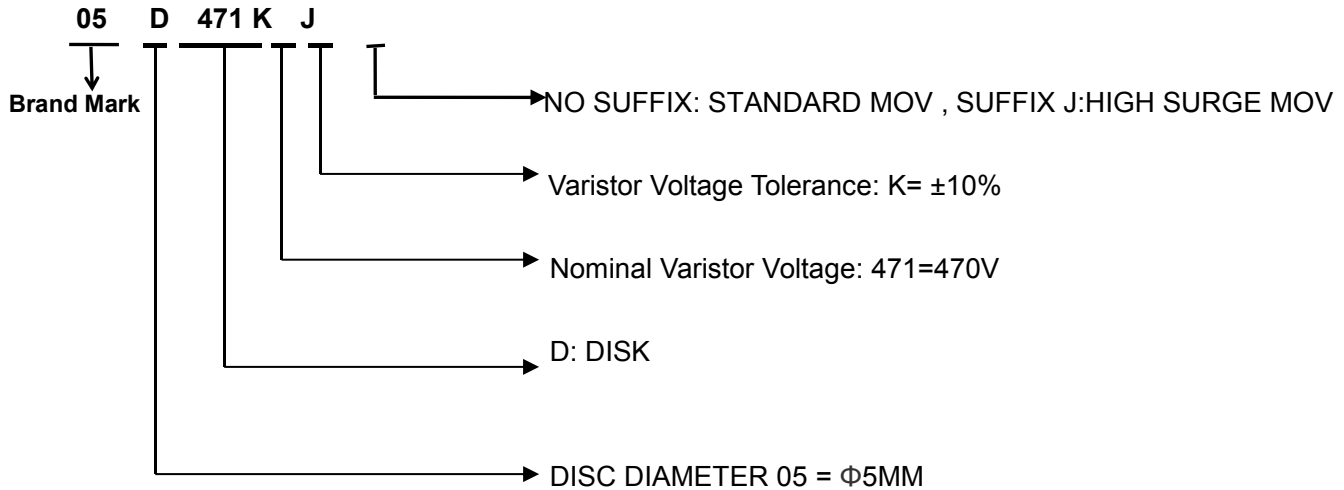 05 D 471 K J
Brand Mark
NO SUFFIX: STANDARD MOV , SUFFIX J:HIGH SURGE MOV
Varistor Voltage Tolerance: K= ±10%
Nominal Varistor Voltage: 471=470V
D: DISK
DISC DIAMETER 05 = Φ5MM